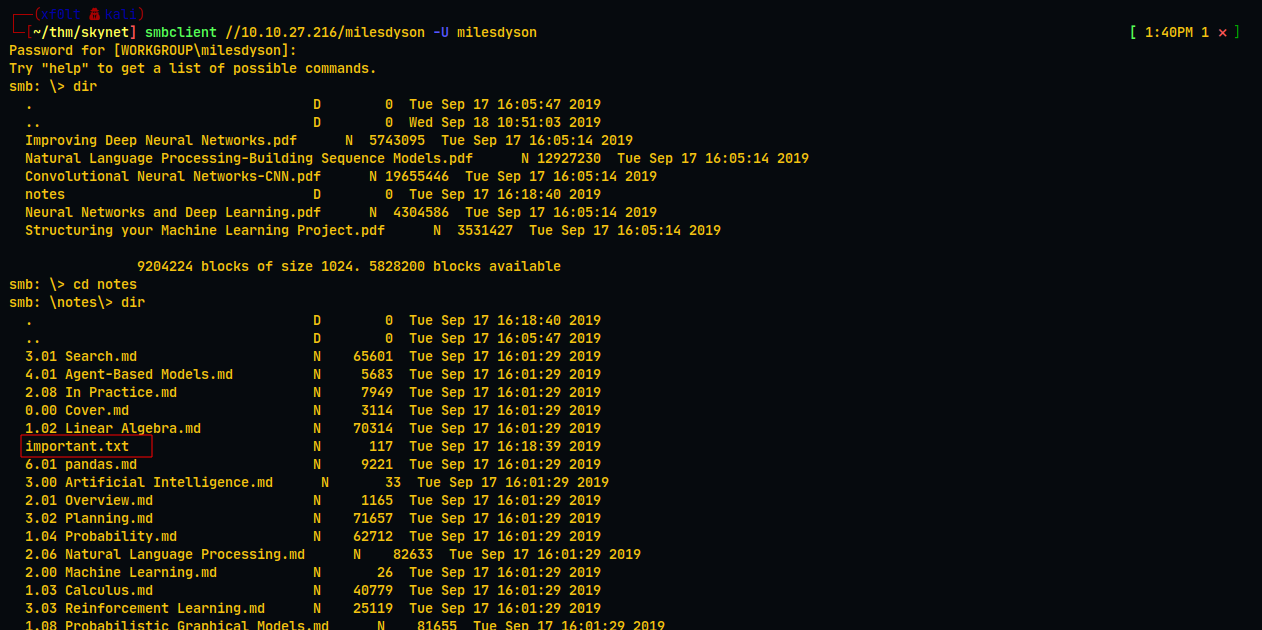 (xf0lt kali)
[~/thm/skynet] smbclient //10.10.27.216/milesdyson -U milesdyson [ 1:40PM 1 × ]
Password for [WORKGROUP\milesdyson]:
Try "help" to get a list of possible commands.
smb: \> dir
. D 0 Tue Sep 17 16:05:47 2019
.. D 0 Wed Sep 18 10:51:03 2019
Improving Deep Neural Networks.pdf N 5743095 Tue Sep 17 16:05:14 2019
Natural Language Processing-Building Sequence Models.pdf N 12927230 Tue Sep 17 16:05:14 2019
Convolutional Neural Networks-CNN.pdf N 19655446 Tue Sep 17 16:05:14 2019
notes D 0 Tue Sep 17 16:18:40 2019
Neural Networks and Deep Learning.pdf N 4304586 Tue Sep 17 16:05:14 2019
Structuring your Machine Learning Project.pdf N 3531427 Tue Sep 17 16:05:14 2019
9204224 blocks of size 1024. 5828200 blocks available
smb: \> cd notes
smb: \notes\> dir
. D 0 Tue Sep 17 16:18:40 2019
.. D 0 Tue Sep 17 16:05:47 2019
3.01 Search.md N 65601 Tue Sep 17 16:01:29 2019
4.01 Agent-Based Models.md N 5683 Tue Sep 17 16:01:29 2019
2.08 In Practice.md N 7949 Tue Sep 17 16:01:29 2019
0.00 Cover.md N 3114 Tue Sep 17 16:01:29 2019
1.02 Linear Algebra.md N 70314 Tue Sep 17 16:01:29 2019
important.txt N 117 Tue Sep 17 16:18:39 2019
6.01 pandas.md N 9221 Tue Sep 17 16:01:29 2019
3.00 Artificial Intelligence.md N 33 Tue Sep 17 16:01:29 2019
2.01 Overview.md N 1165 Tue Sep 17 16:01:29 2019
3.02 Planning.md N 71657 Tue Sep 17 16:01:29 2019
1.04 Probability.md N 62712 Tue Sep 17 16:01:29 2019
2.06 Natural Language Processing.md N 82633 Tue Sep 17 16:01:29 2019
2.00 Machine Learning.md N 26 Tue Sep 17 16:01:29 2019
1.03 Calculus.md N 40779 Tue Sep 17 16:01:29 2019
3.03 Reinforcement Learning.md N 25119 Tue Sep 17 16:01:29 2019
1.08 Probabilistic Graphical Models.md N 81655 Tue Sep 17 16:01:29 2019